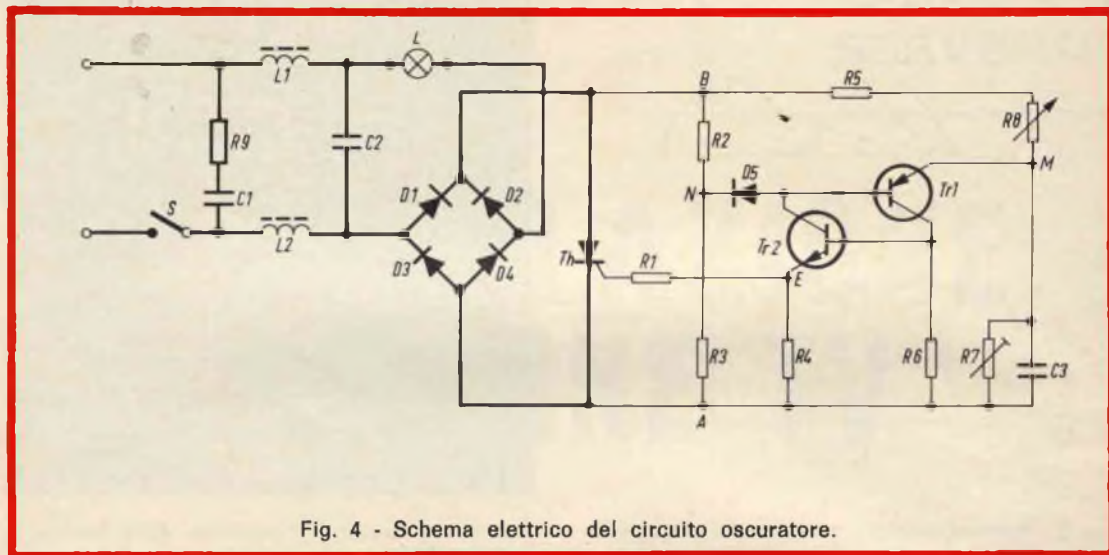 L
L1
B
R5
R8
R9
C2
R2
M
D5
N
Tr1
C1
D1
D2
S
L2
Tr2
D3
D4
Th
R1
E
R3
R4
R6
R7
C3
A
Fig. 4 - Schema elettrico del circuito oscuratore.